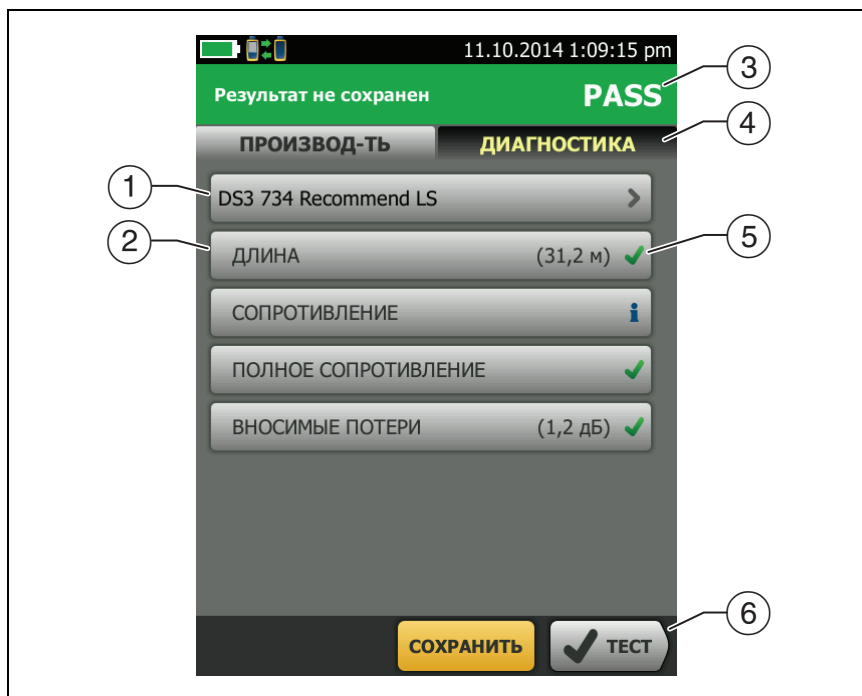 11.10.2014 1:09:15 pm
Результат не сохранен PASS
ПРОИЗВОД-ТЬ ДИАГНОСТИКА
DS3 734 Recommend LS
ДЛИНА (31,2 м)
СОПРОТИВЛЕНИЕ i
ПОЛНОЕ СОПРОТИВЛЕНИЕ
ВНОСИМЫЕ ПОТЕРИ (1,2 дБ)
СОХРАНИТЬ ТЕСТ
1
2
3
4
5
6